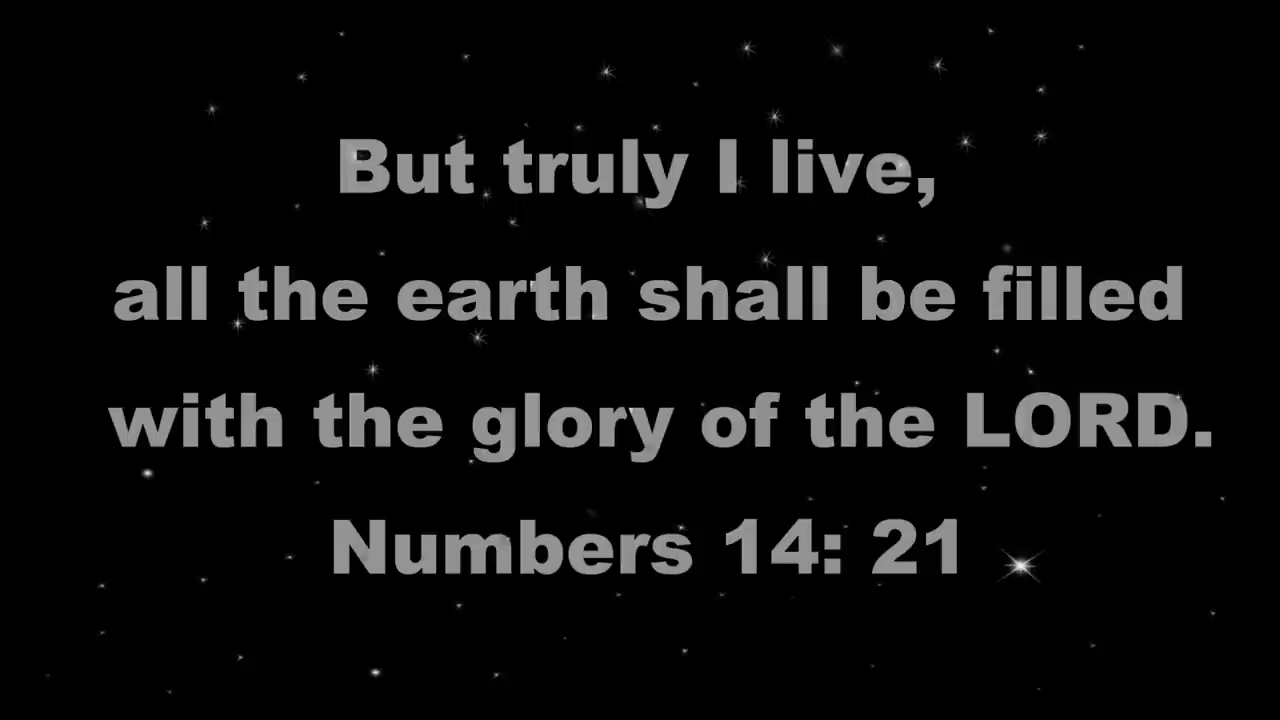 But truly I live,
all the earth shall be filled
with the glory of the LORD.
Numbers 14: 21